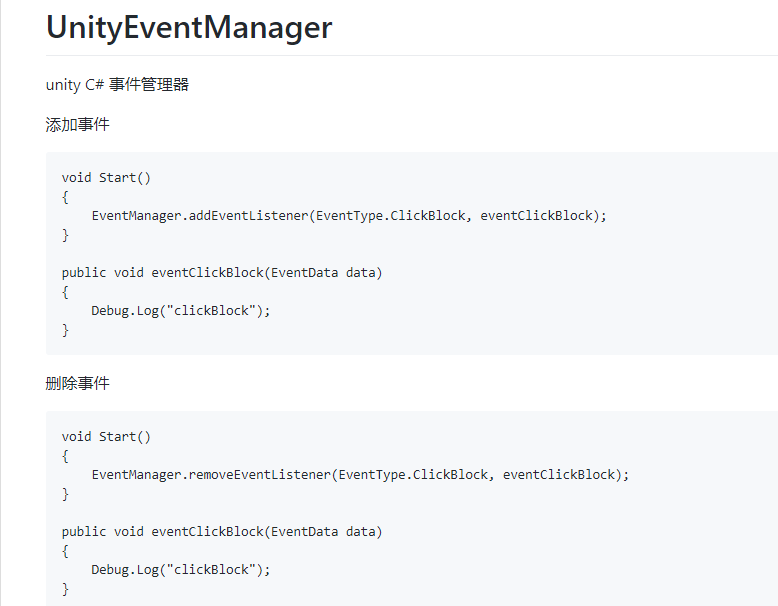 UnityEventManager
unity C# 事件管理器
添加事件
void Start()
{
    EventManager.addEventListener(EventType.ClickBlock, eventClickBlock);
}
public void eventClickBlock(EventData data)
{
    Debug.Log("clickBlock");
}
删除事件
void Start()
{
    EventManager.removeEventListener(EventType.ClickBlock, eventClickBlock);
}
public void eventClickBlock(EventData data)
{
    Debug.Log("clickBlock");
}